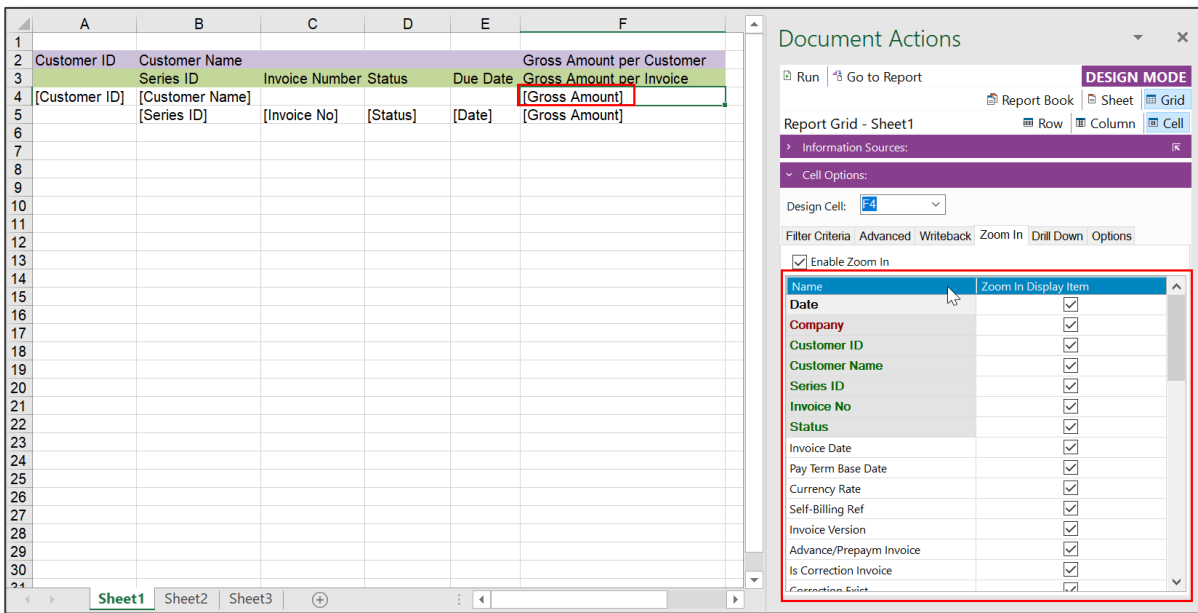 A B C D E F
1
2 Customer ID Customer Name Gross Amount per Customer
3 Series ID Invoice Number Status Due Date Gross Amount per Invoice
4 [Customer ID] [Customer Name] [Gross Amount]
5 [Series ID] [Invoice No] [Status] [Date] [Gross Amount]
6
7
8
9
10
11
12
13
14
15
16
17
18
19
20
21
22
23
24
25
26
27
28
29
30
31
Sheet1 Sheet2 Sheet3
Document Actions
Run Go to Report DESIGN MODE
Report Book Sheet Grid
Report Grid - Sheet1 Row Column Cell
Information Sources:
Cell Options:
Design Cell: F4
Filter Criteria Advanced Writeback Zoom In Drill Down Options
Enable Zoom In
Name Zoom In Display Item
Date
Company
Customer ID
Customer Name
Series ID
Invoice No
Status
Invoice Date
Pay Term Base Date
Currency Rate
Self-Billing Ref
Invoice Version
Advance/Prepaym Invoice
Is Correction Invoice
Correction Exist